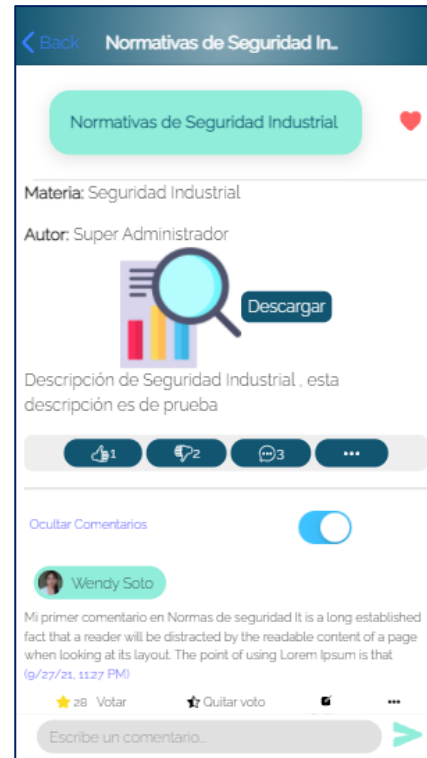 Back Normativas de Seguridad In...
Normativas de Seguridad Industrial
Materia: Seguridad Industrial
Autor: Super Administrador
Descargar
Descripción de Seguridad Industrial , esta
descripción es de prueba
1 2 3
Ocultar Comentarios
Wendy Soto
Mi primer comentario en Normas de seguridad It is a long established
fact that a reader will be distracted by the readable content of a page
when looking at its layout. The point of using Lorem Ipsum is that
(9/27/21, 11:27 PM)
28 Votar Quitar voto
Escribe un comentario...